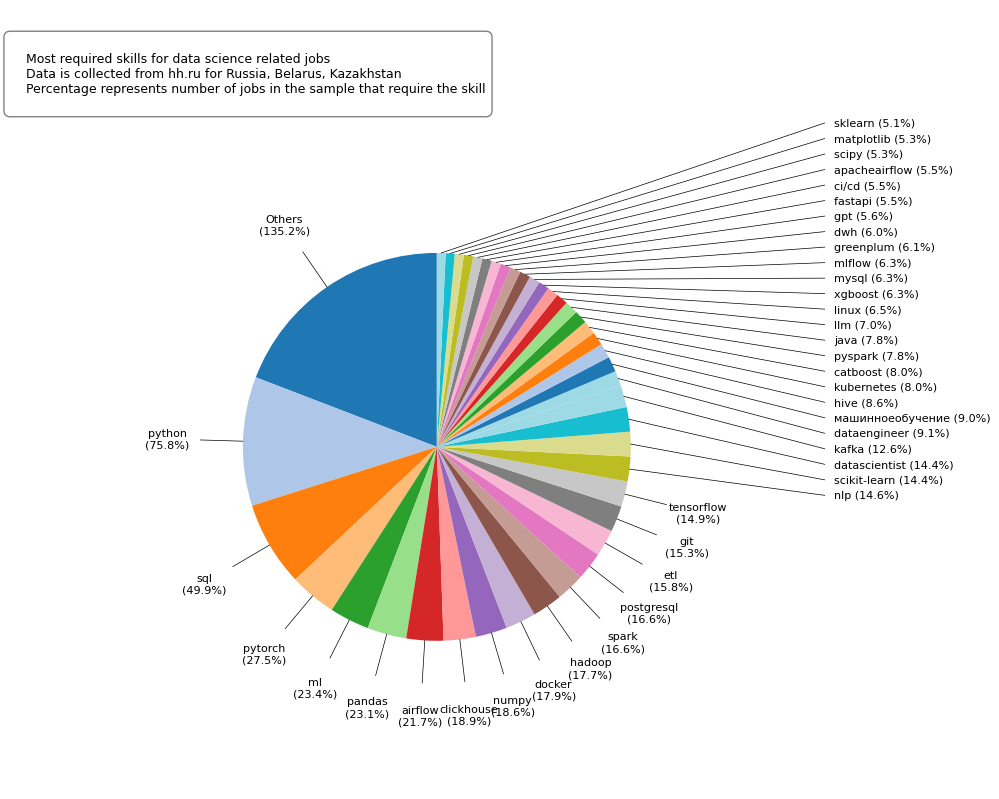 Most required skills for data science related jobs
Data is collected from hh.ru for Russia, Belarus, Kazakhstan
Percentage represents number of jobs in the sample that require the skill
sklearn (5.1%)
matplotlib (5.3%)
scipy (5.3%)
apacheairflow (5.5%)
ci/cd (5.5%)
fastapi (5.5%)
gpt (5.6%)
dwh (6.0%)
greenplum (6.1%)
mlflow (6.3%)
mysql (6.3%)
xgboost (6.3%)
linux (6.5%)
llm (7.0%)
java (7.8%)
pyspark (7.8%)
catboost (8.0%)
kubernetes (8.0%)
hive (8.6%)
машинноеобучение (9.0%)
dataengineer (9.1%)
kafka (12.6%)
datascientist (14.4%)
scikit-learn (14.4%)
nlp (14.6%)
tensorflow
(14.9%)
git
(15.3%)
etl
(15.8%)
postgresql
(16.6%)
spark
(16.6%)
hadoop
(17.7%)
docker
(17.9%)
numpy
(18.6%)
clickhouse
(18.9%)
airflow
(21.7%)
pandas
(23.1%)
ml
(23.4%)
pytorch
(27.5%)
sql
(49.9%)
python
(75.8%)
Others
(135.2%)